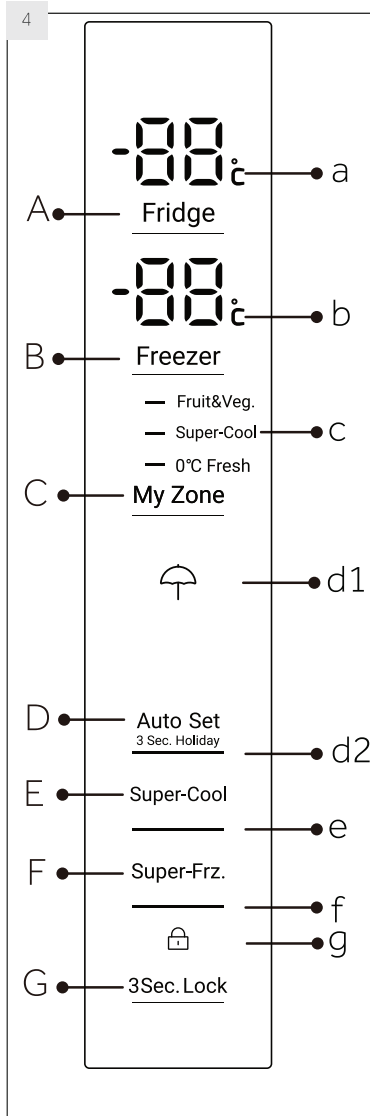 4
-88°c
a
A
Fridge
-88°c
b
B
Freezer
Fruit&Veg.
Super-Cool
c
0°C Fresh
C
My Zone
d1
D
Auto Set
3 Sec. Holiday
d2
E
Super-Cool
e
F
Super-Frz.
f
g
G
3Sec.Lock